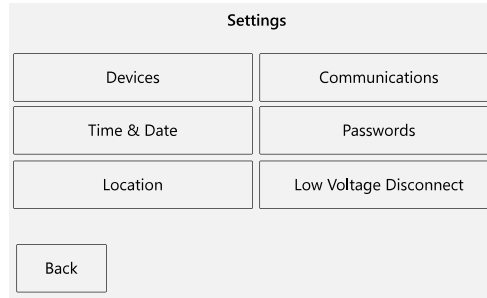 Settings
Devices
Communications
Time & Date
Passwords
Location
Low Voltage Disconnect
Back